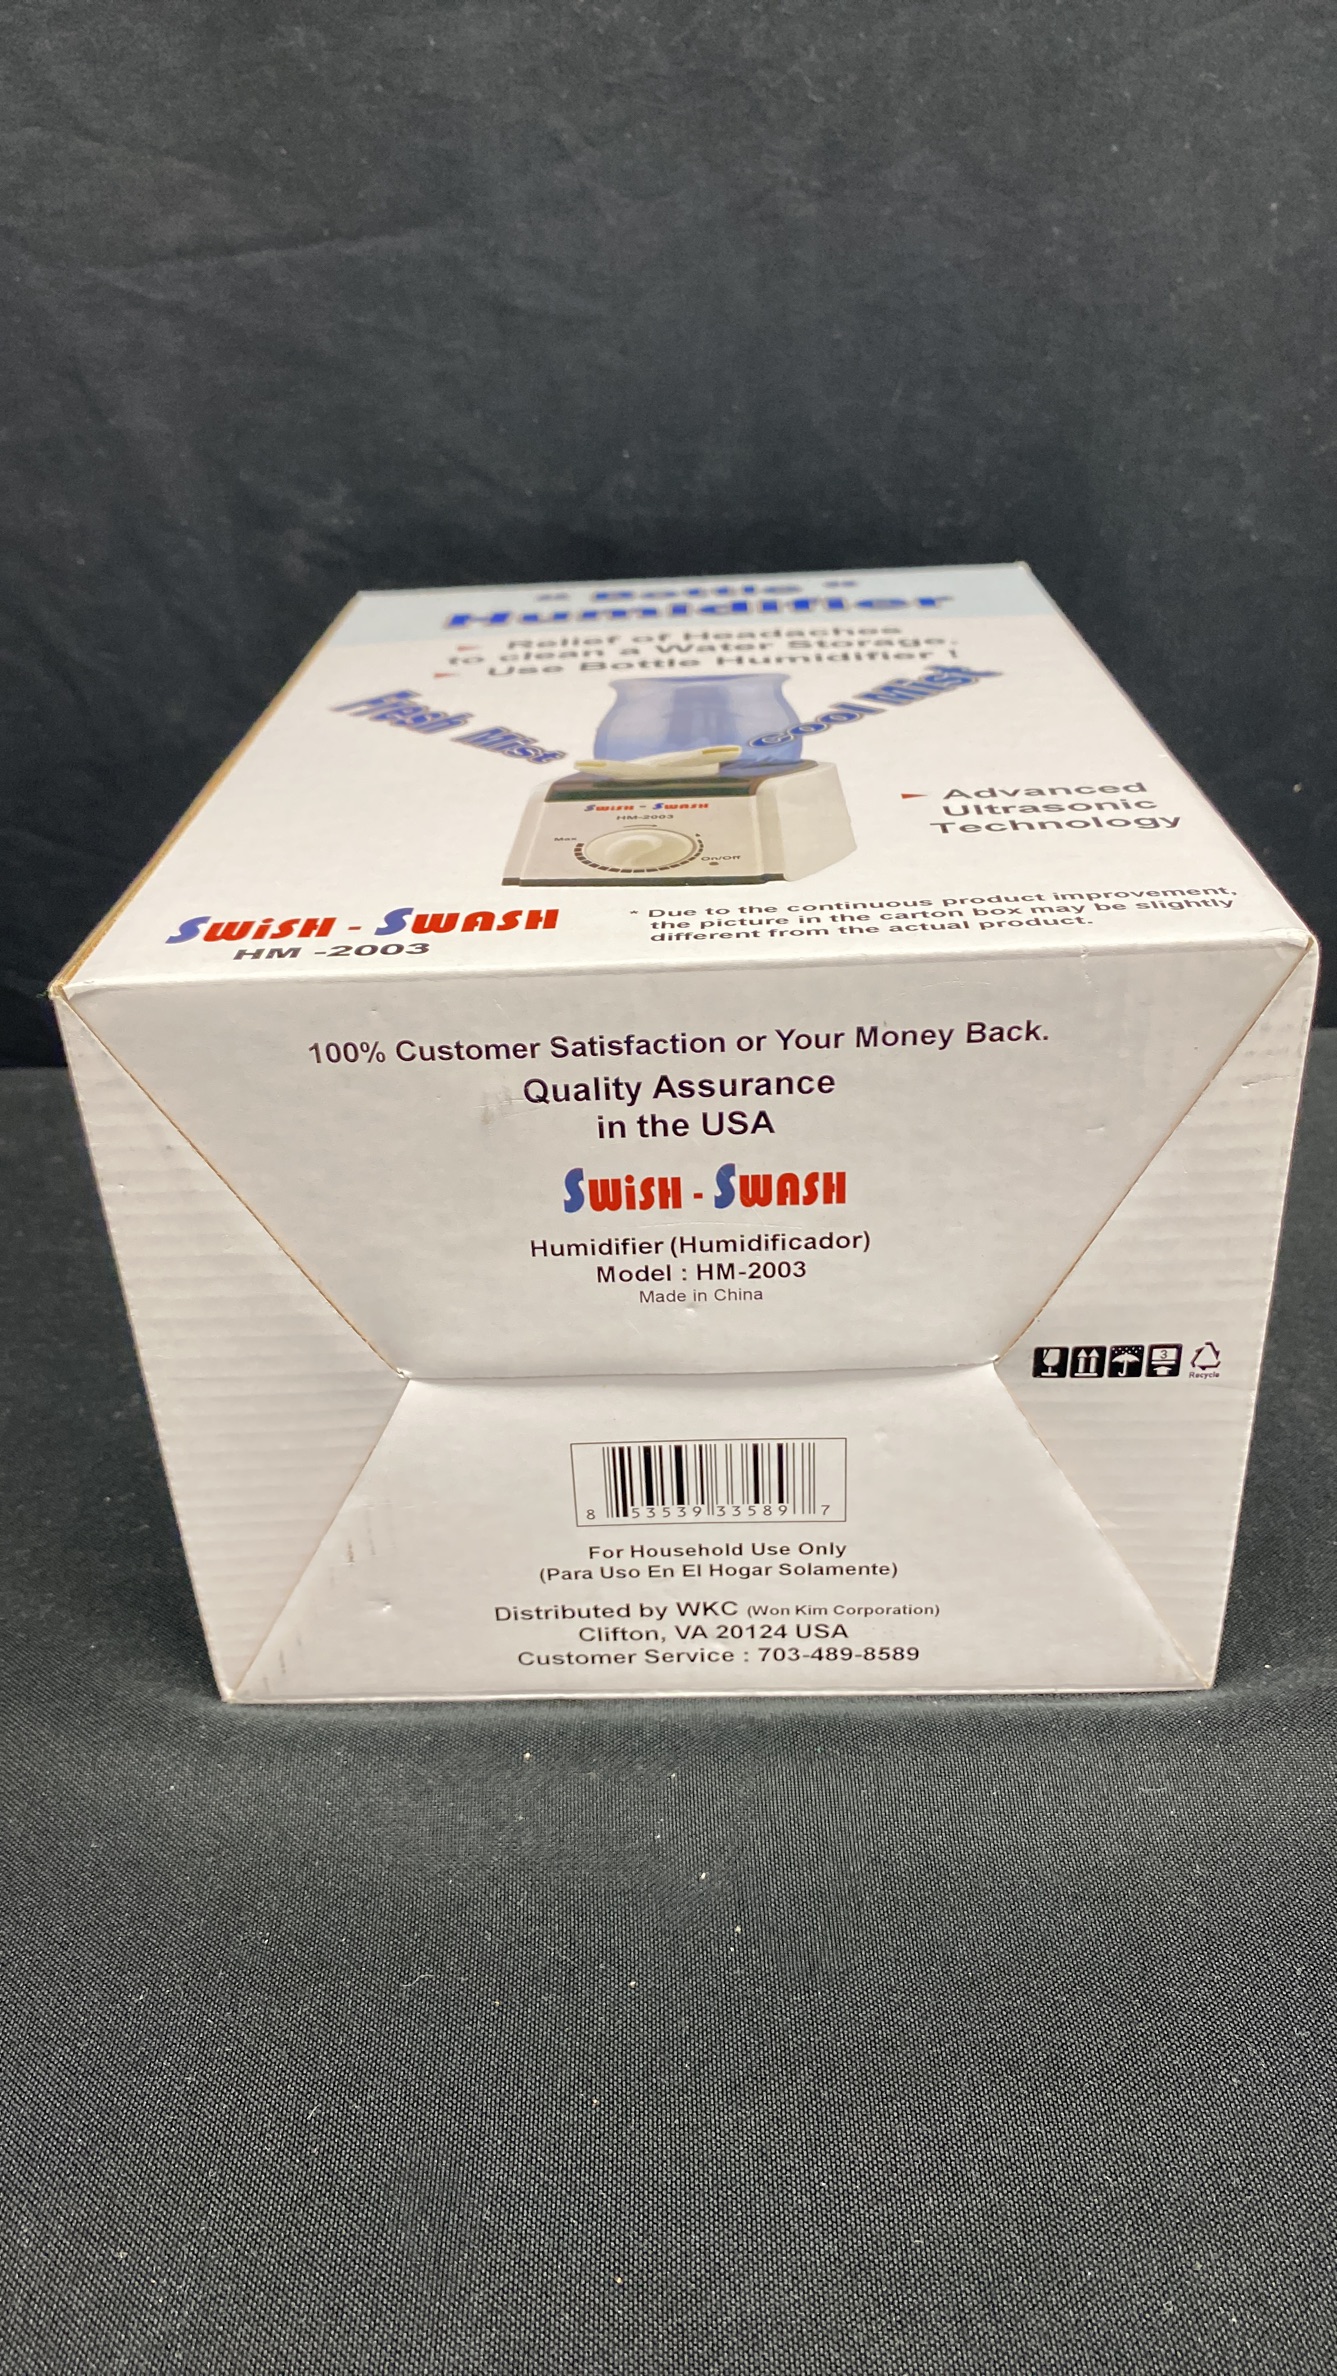 " Bottle "
Humidifier
Relief of Headaches
to clean a Water Storage.
Use Bottle Humidifier !
Fresh Mist
Cool Mist
SWiSH - SWASH
HM-2003
Max
On/Off
Advanced
Ultrasonic
Technology
SWiSH - SWASH
HM -2003
* Due to the continuous product improvement,
the picture in the carton box may be slightly
different from the actual product.
100% Customer Satisfaction or Your Money Back.
Quality Assurance
in the USA
SWiSH - SWASH
Humidifier (Humidificador)
Model : HM-2003
Made in China
3
Recycle
8 53539 33589 7
For Household Use Only
(Para Uso En El Hogar Solamente)
Distributed by WKC (Won Kim Corporation)
Clifton, VA 20124 USA
Customer Service : 703-489-8589